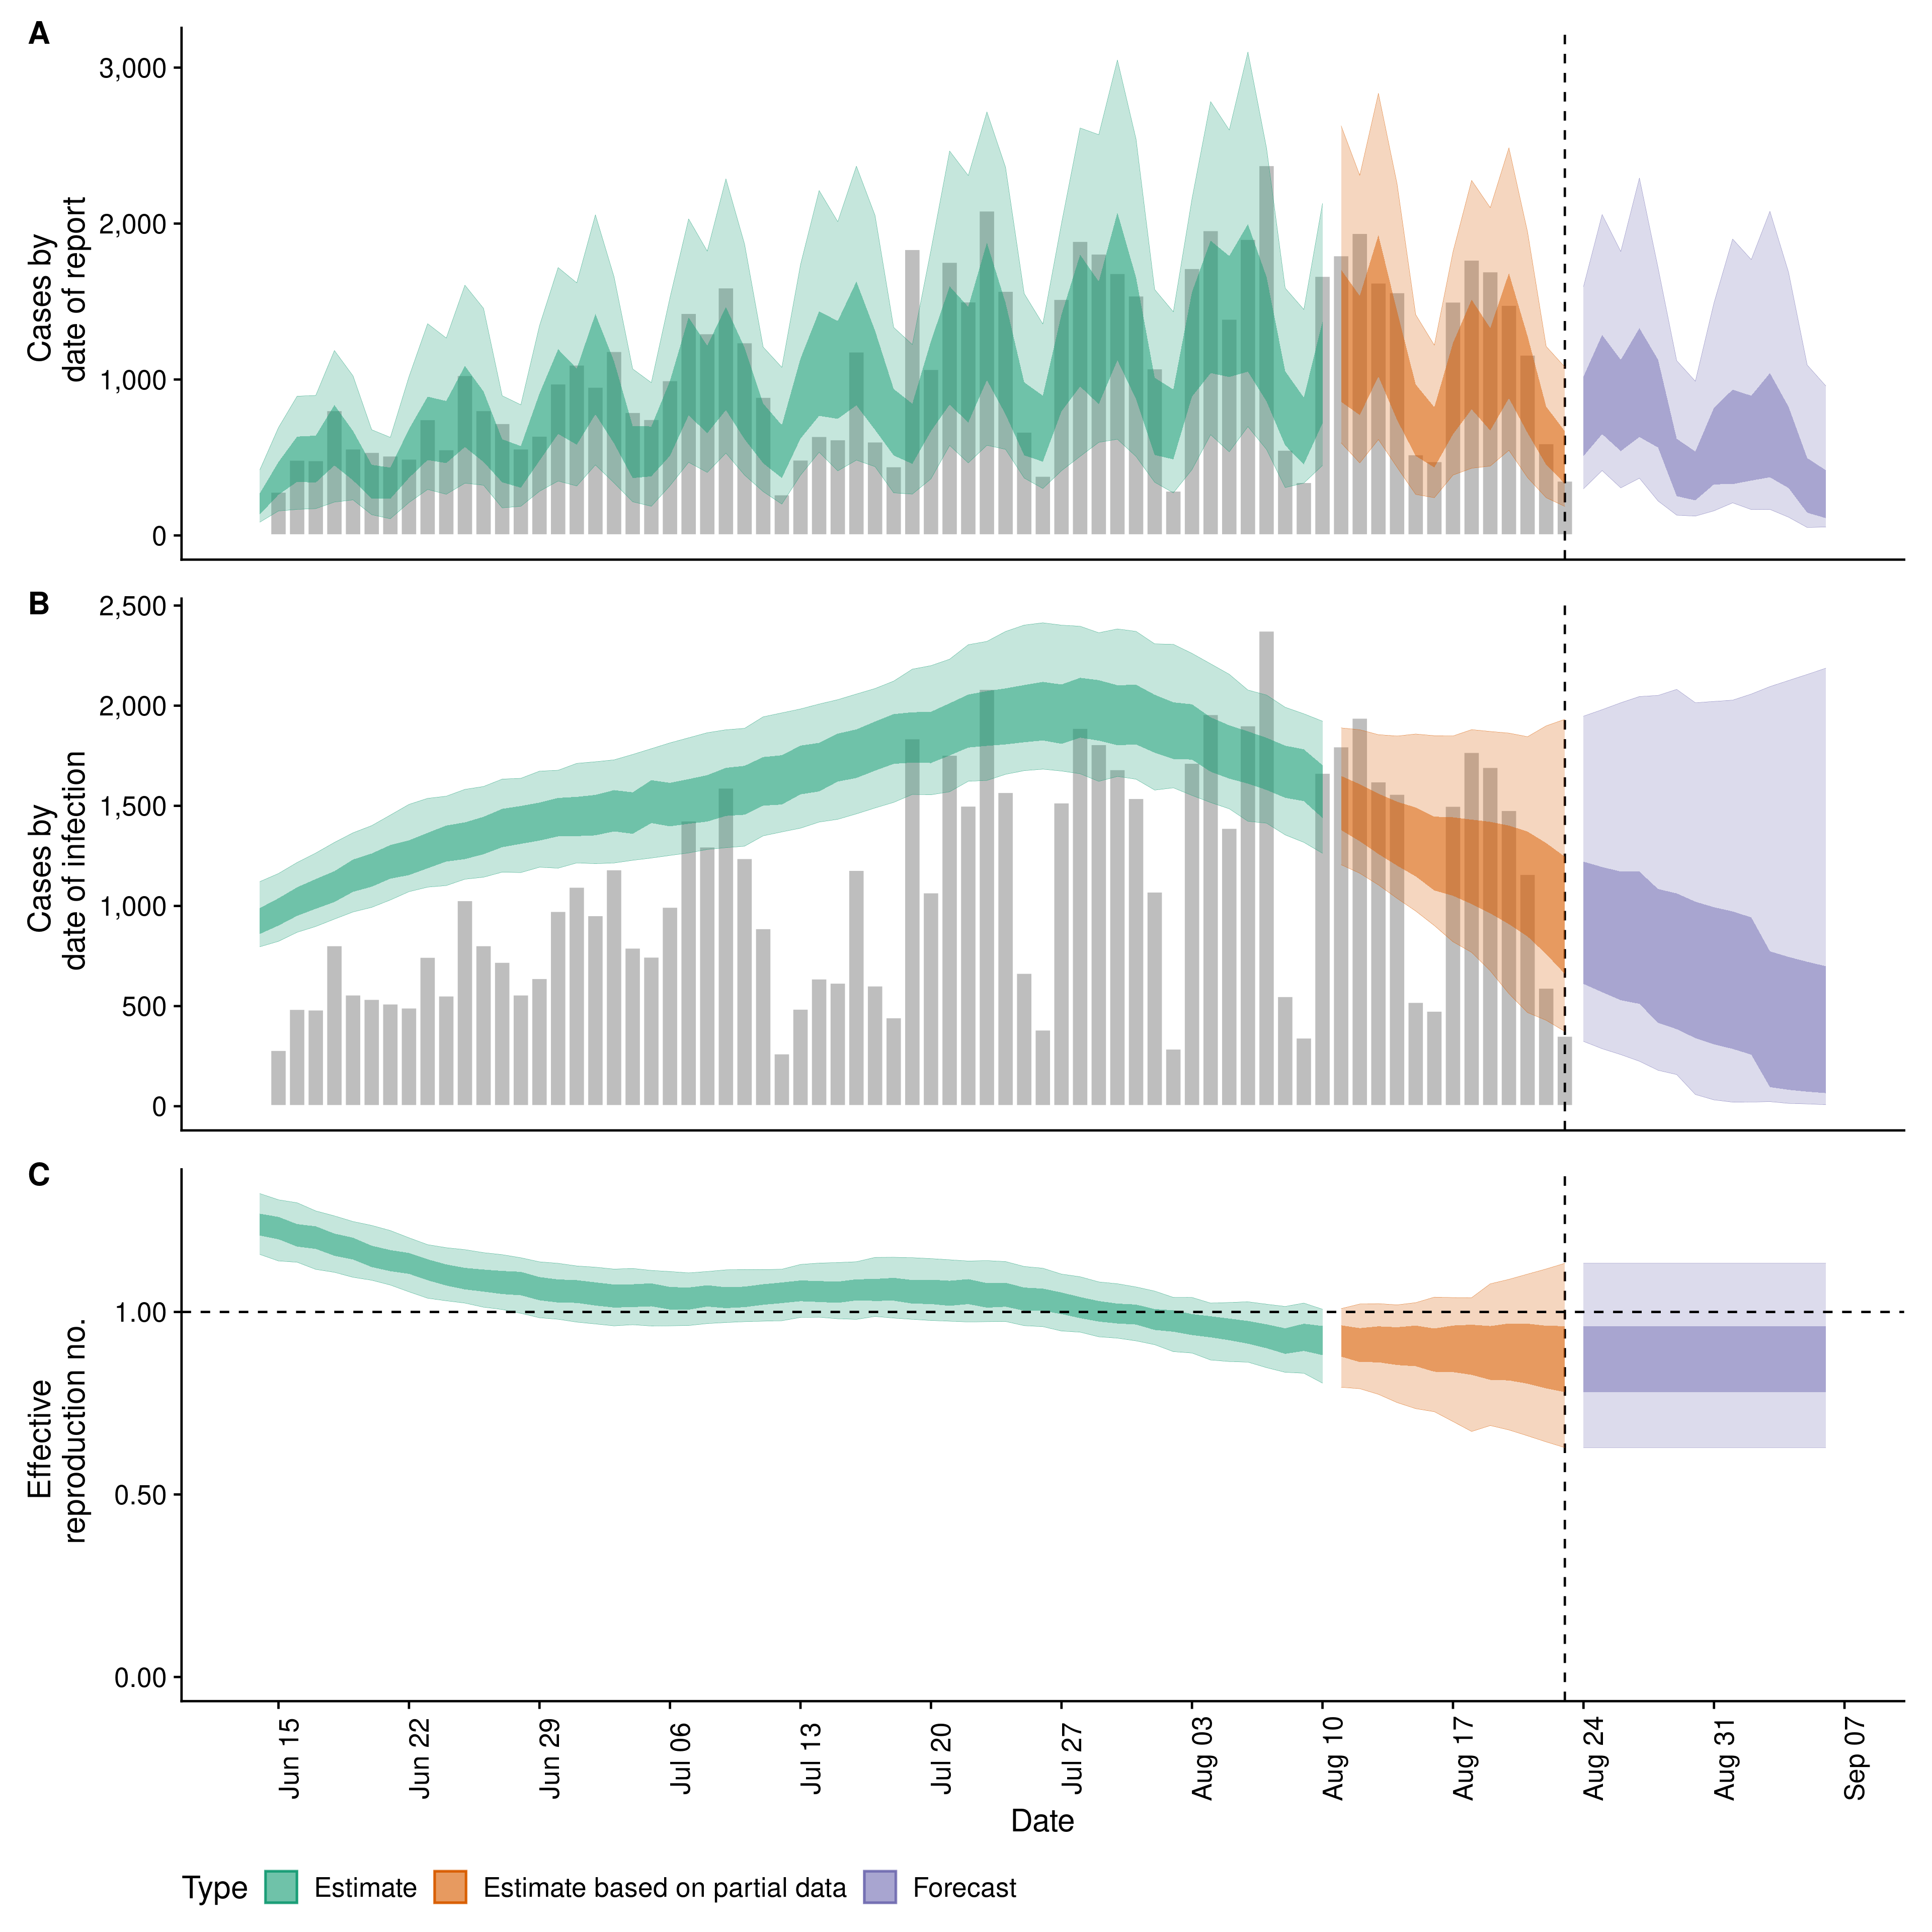 A
Cases by
date of report
3,000
2,000
1,000
0
B
Cases by
date of infection
2,500
2,000
1,500
1,000
500
0
C
Effective
reproduction no.
1.00
0.50
0.00
Jun 15
Jun 22
Jun 29
Jul 06
Jul 13
Jul 20
Jul 27
Aug 03
Aug 10
Aug 17
Aug 24
Aug 31
Sep 07
Date
Type Estimate Estimate based on partial data Forecast